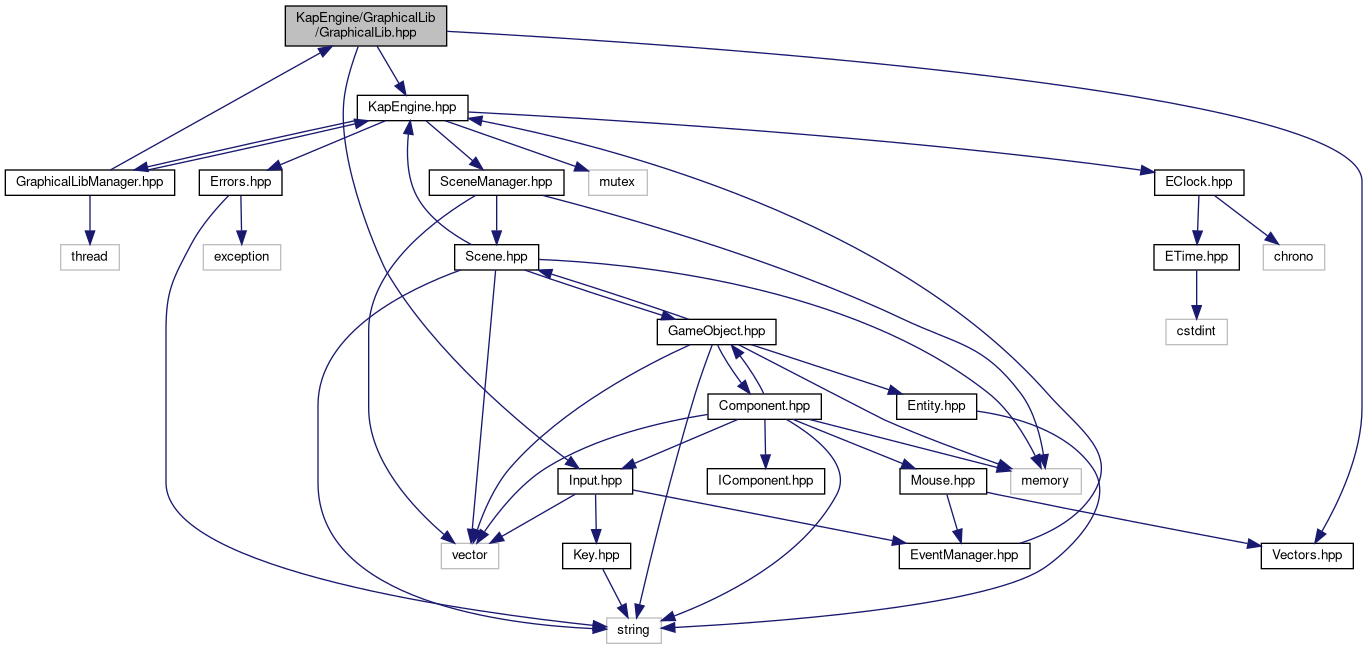 KapEngine/GraphicalLib
/GraphicalLib.hpp
KapEngine.hpp
GraphicalLibManager.hpp
Errors.hpp
SceneManager.hpp
mutex
EClock.hpp
thread
exception
Scene.hpp
ETime.hpp
chrono
GameObject.hpp
cstdint
Component.hpp
Entity.hpp
Input.hpp
IComponent.hpp
Mouse.hpp
memory
vector
Key.hpp
EventManager.hpp
Vectors.hpp
string